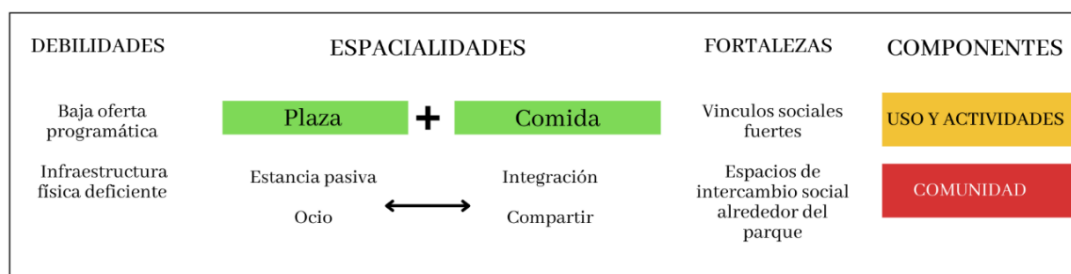 DEBILIDADES
ESPACIALIDADES
FORTALEZAS
COMPONENTES
Baja oferta
programática
Plaza
+
Comida
Vinculos sociales
fuertes
USO Y ACTIVIDADES
Infraestructura
física deficiente
Estancia pasiva
Integración
Ocio
Compartir
Espacios de
intercambio social
alrededor del
parque
COMUNIDAD